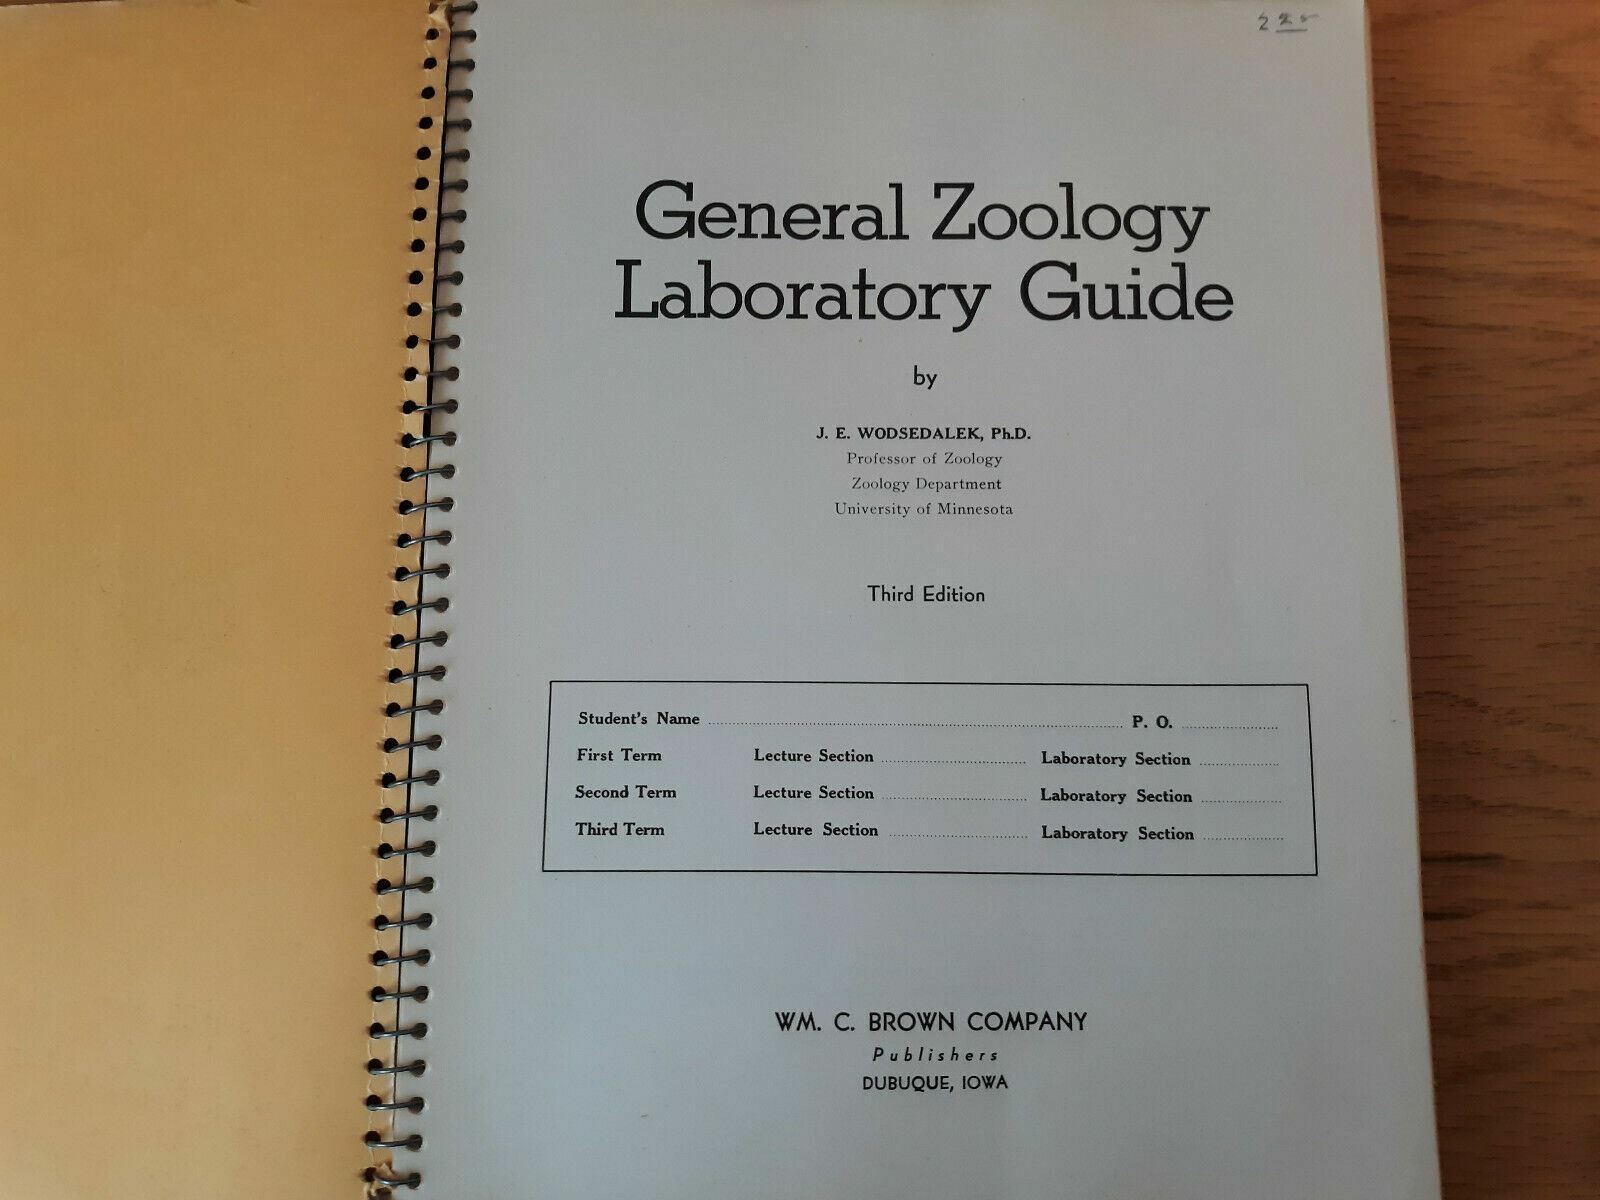 2 25
General Zoology
Laboratory Guide
by
J. E. WODSEDALEK, Ph.D.
Professor of Zoology
Zoology Department
University of Minnesota
Third Edition
Student's Name P. O.
First Term Lecture Section Laboratory Section
Second Term Lecture Section Laboratory Section
Third Term Lecture Section Laboratory Section
WM. C. BROWN COMPANY
Publishers
DUBUQUE, IOWA